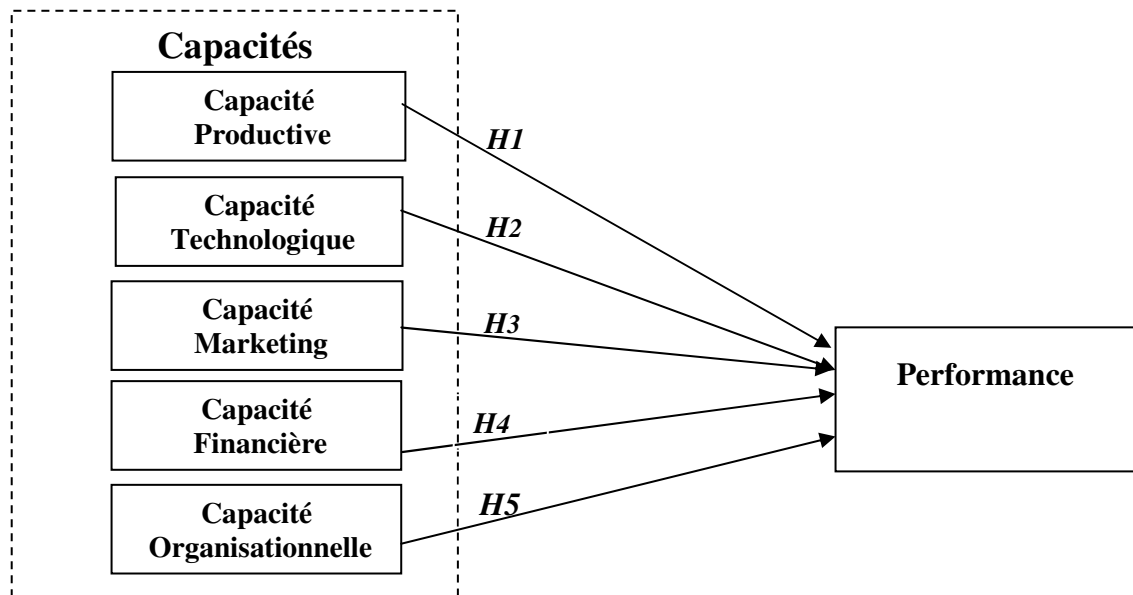 Capacités
Capacité
Productive
H1
Capacité
Technologique
H2
Capacité
Marketing
H3
Performance
Capacité
Financière
H4
Capacité
Organisationnelle
H5